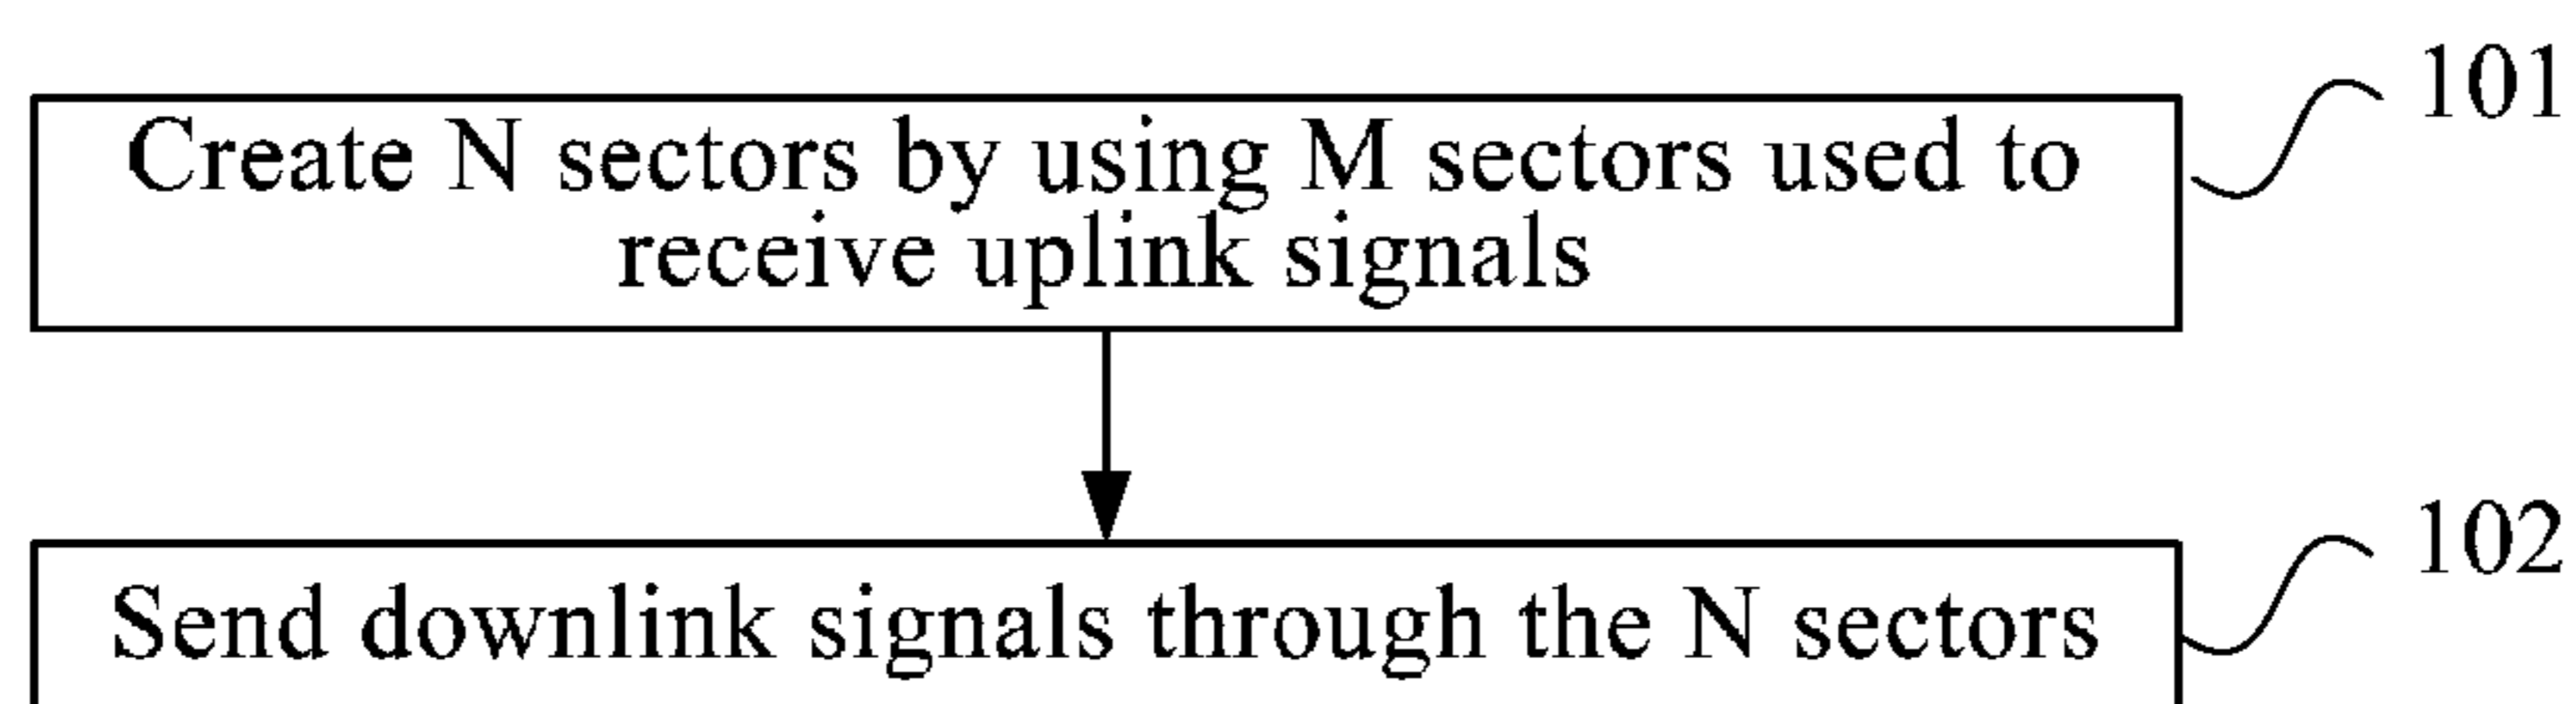 101
Create N sectors by using M sectors used to
receive uplink signals
102
Send downlink signals through the N sectors